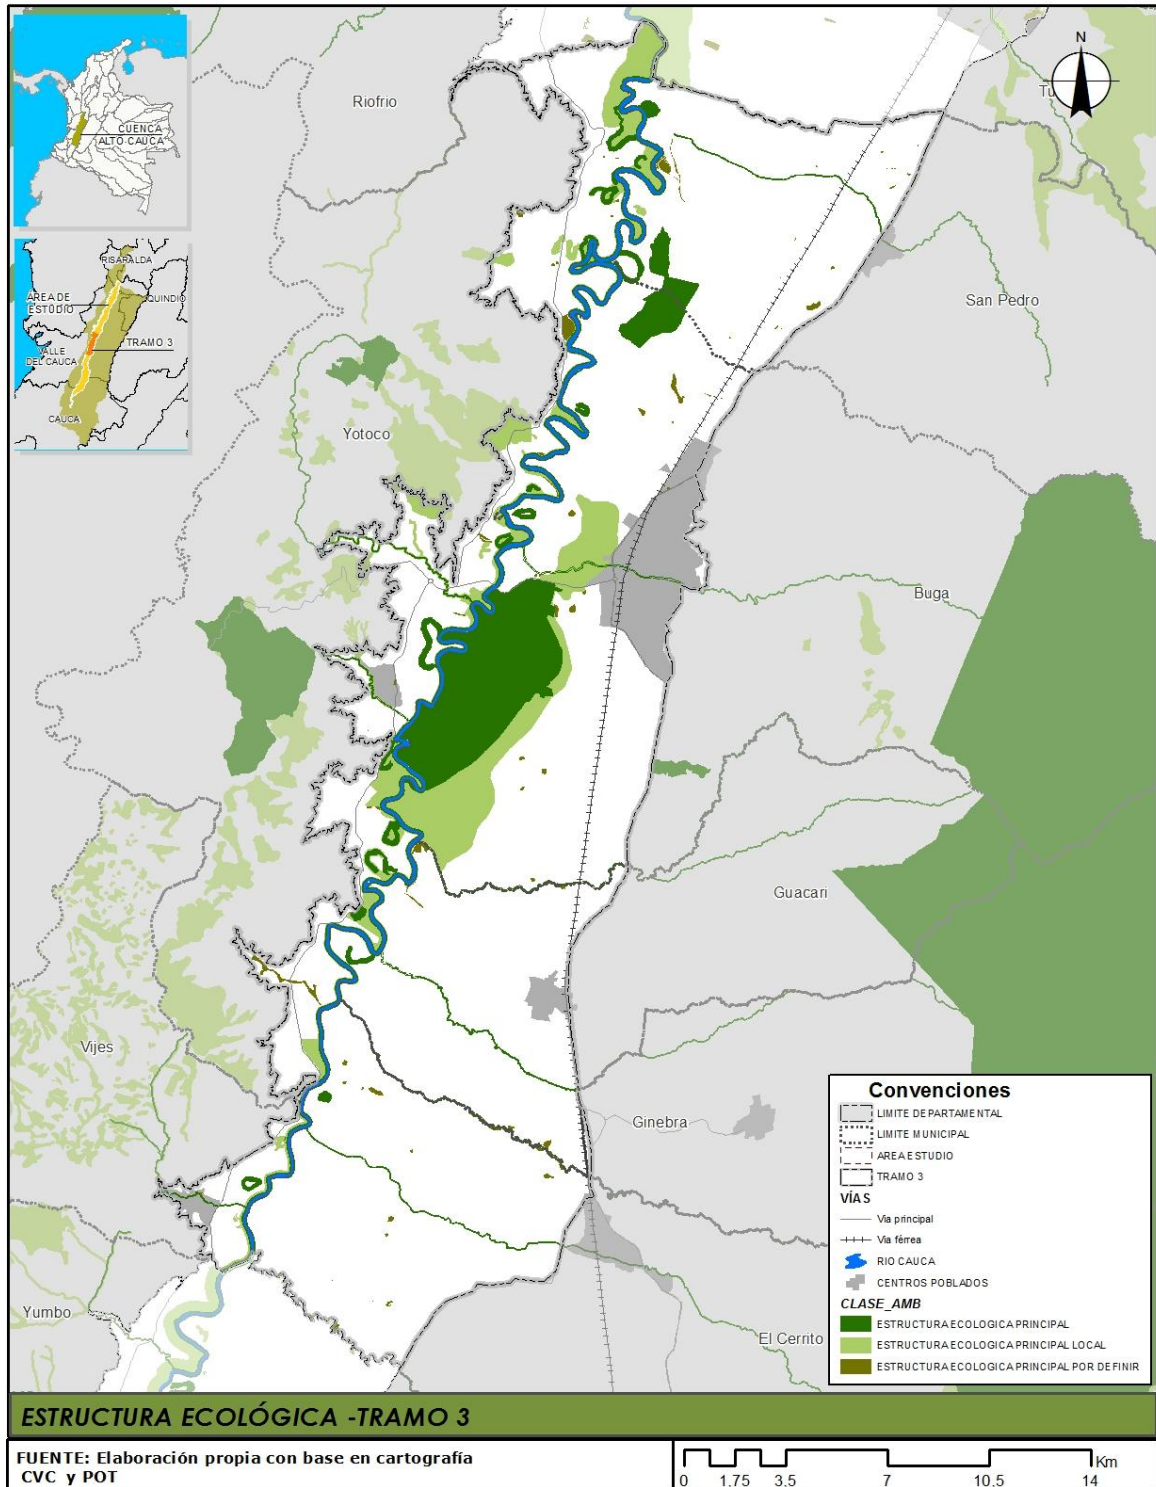 CUENCA
ALTO CAUCA
RISARALDA
AREA DE
ESTUDIO
QUINDIO
TRAMO 3
VALLE
DEL CAUCA
CAUCA
N
Riofrio
San Pedro
Yotoco
Buga
Guacari
Vijes
Ginebra
El Cerrito
Yumbo
Convenciones
LIMITE DEPARTAMENTAL
LIMITE MUNICIPAL
AREA ESTUDIO
TRAMO 3
VÍAS
Via principal
Via férrea
RIO CAUCA
CENTROS POBLADOS
CLASE_AMB
ESTRUCTURA ECOLOGICA PRINCIPAL
ESTRUCTURA ECOLOGICA PRINCIPAL LOCAL
ESTRUCTURA ECOLOGICA PRINCIPAL POR DEFINIR
ESTRUCTURA ECOLÓGICA -TRAMO 3
FUENTE: Elaboración propia con base en cartografía
CVC y POT
Km
0 1,75 3,5 7 10,5 14